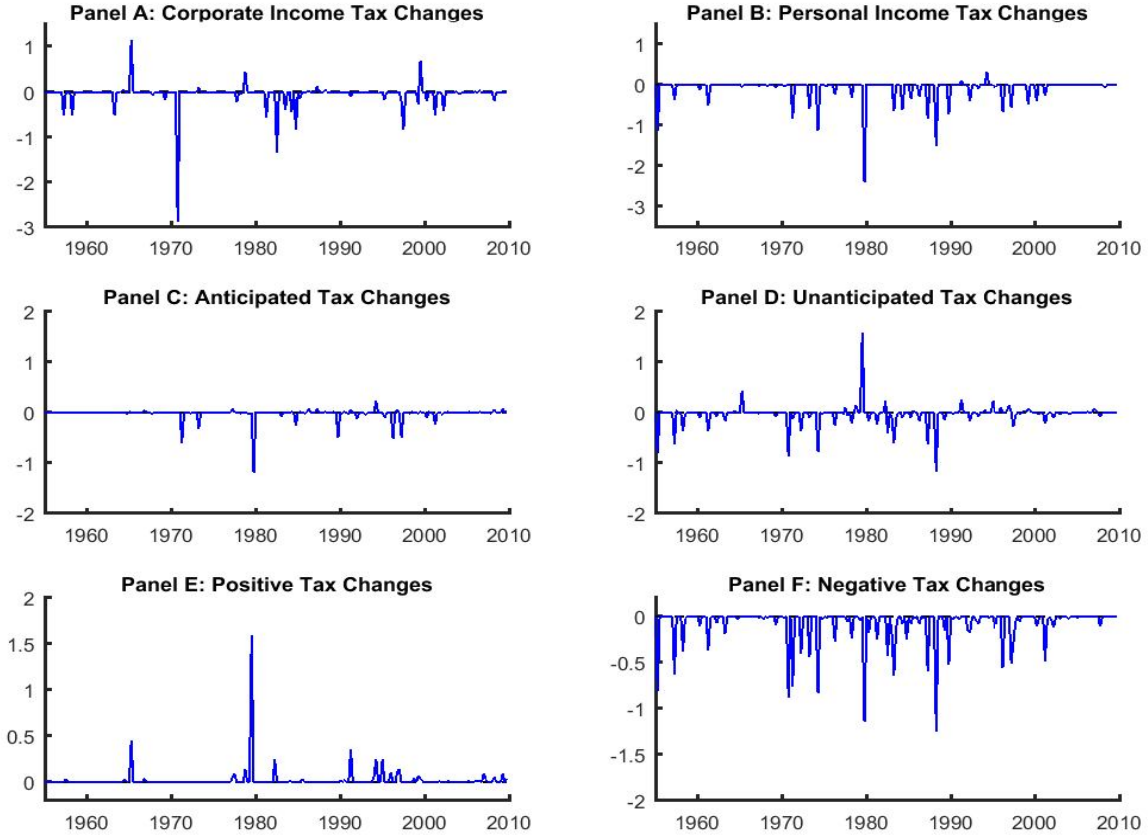 Panel A: Corporate Income Tax Changes
1
0
-1
-2
-3
1960 1970 1980 1990 2000 2010
Panel B: Personal Income Tax Changes
1
0
-1
-2
-3
1960 1970 1980 1990 2000 2010
Panel C: Anticipated Tax Changes
2
1
0
-1
-2
1960 1970 1980 1990 2000 2010
Panel D: Unanticipated Tax Changes
2
1
0
-1
-2
1960 1970 1980 1990 2000 2010
Panel E: Positive Tax Changes
2
1.5
1
0.5
0
1960 1970 1980 1990 2000 2010
Panel F: Negative Tax Changes
0
-0.5
-1
-1.5
-2
1960 1970 1980 1990 2000 2010